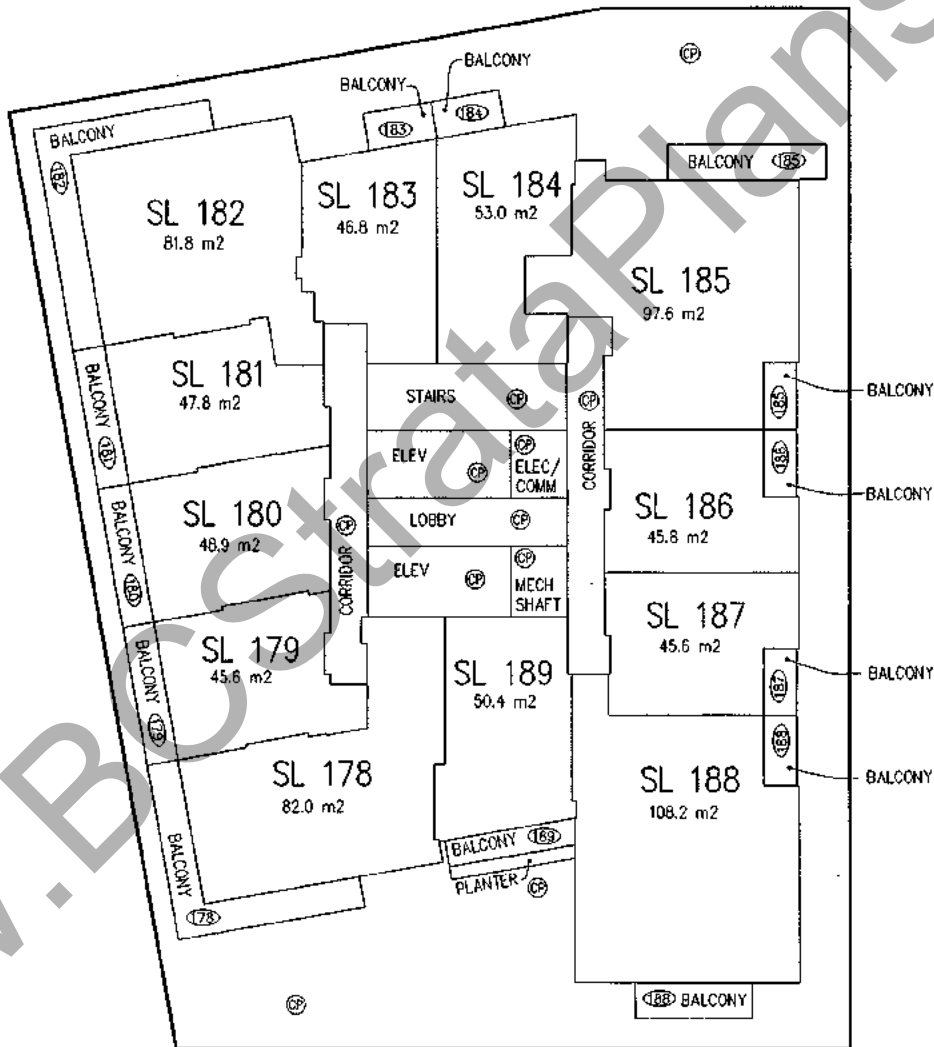 BALCONY
BALCONY
184
183
CP
BALCONY
182
BALCONY 185
SL 182
81.8 m2
SL 183
46.8 m2
SL 184
53.0 m2
SL 185
97.6 m2
SL 181
47.8 m2
BALCONY
181
STAIRS CP
CP
CORRIDOR
185
BALCONY
ELEV
CP
CP
ELEC/
COMM
186
BALCONY
SL 180
48.9 m2
BALCONY
180
CP
CORRIDOR
LOBBY CP
SL 186
45.8 m2
ELEV
CP
CP
MECH
SHAFT
SL 179
45.6 m2
BALCONY
179
SL 187
45.6 m2
187
BALCONY
SL 189
50.4 m2
SL 178
82.0 m2
SL 188
108.2 m2
188
BALCONY
BALCONY
178
BALCONY 189
PLANTER
CP
CP
188 BALCONY
.BCStrataPlans